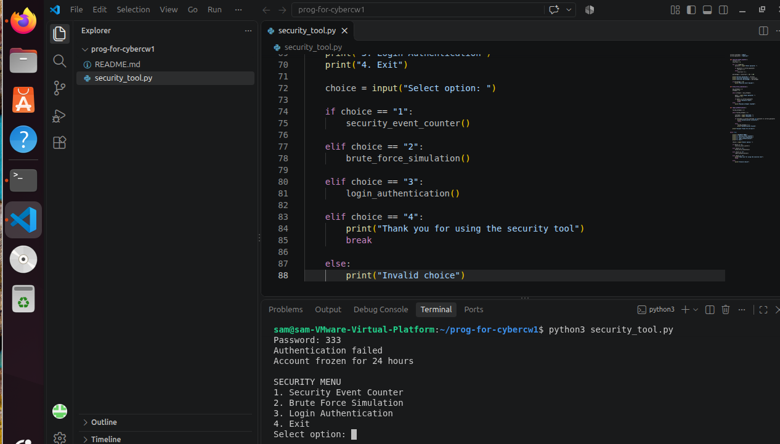 File Edit Selection View Go Run ... prog-for-cybercw1
Explorer ...
prog-for-cybercw1
README.md
security_tool.py
Outline
Timeline
security_tool.py
security_tool.py
69 print("3. Login Authentication")
70 print("4. Exit")
71
72 choice = input("Select option: ")
73
74 if choice == "1":
75 security_event_counter()
76
77 elif choice == "2":
78 brute_force_simulation()
79
80 elif choice == "3":
81 login_authentication()
82
83 elif choice == "4":
84 print("Thank you for using the security tool")
85 break
86
87 else:
88 print("Invalid choice")
Problems Output Debug Console Terminal Ports python3
sam@sam-VMware-Virtual-Platform:~/prog-for-cybercw1$ python3 security_tool.py
Password: 333
Authentication failed
Account frozen for 24 hours
SECURITY MENU
1. Security Event Counter
2. Brute Force Simulation
3. Login Authentication
4. Exit
Select option: